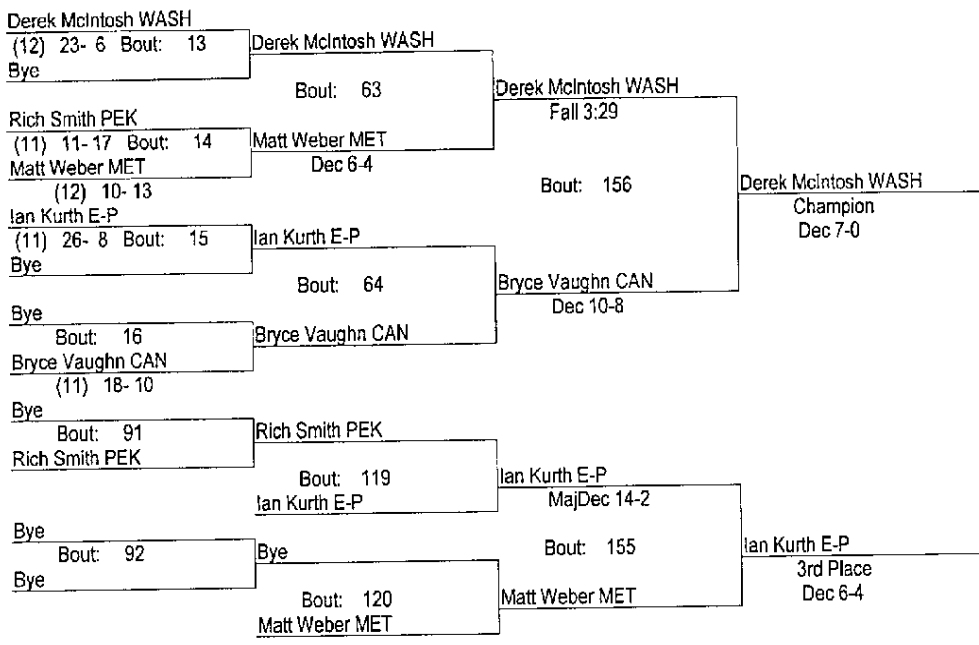 Derek McIntosh WASH
(12) 23- 6 Bout: 13
Bye
Derek McIntosh WASH
Bout: 63
Derek McIntosh WASH
Fall 3:29
Rich Smith PEK
(11) 11- 17 Bout: 14
Matt Weber MET
(12) 10- 13
Matt Weber MET
Dec 6-4
Bout: 156
Derek McIntosh WASH
Champion
Dec 7-0
Ian Kurth E-P
(11) 26- 8 Bout: 15
Bye
Ian Kurth E-P
Bout: 64
Bryce Vaughn CAN
Dec 10-8
Bye
Bout: 16
Bryce Vaughn CAN
(11) 18- 10
Bryce Vaughn CAN
Bye
Bout: 91
Rich Smith PEK
Rich Smith PEK
Bout: 119
Ian Kurth E-P
Ian Kurth E-P
MajDec 14-2
Bye
Bout: 92
Bye
Bye
Bout: 155
Ian Kurth E-P
3rd Place
Dec 6-4
Bout: 120
Matt Weber MET
Matt Weber MET